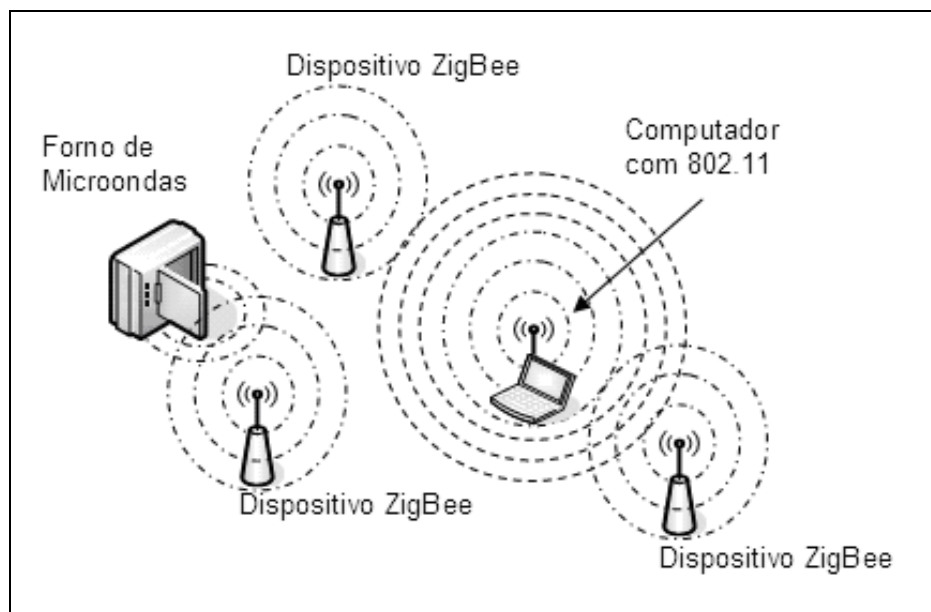 Dispositivo ZigBee
Forno de
Microondas
Computador
com 802.11
Dispositivo ZigBee
Dispositivo ZigBee